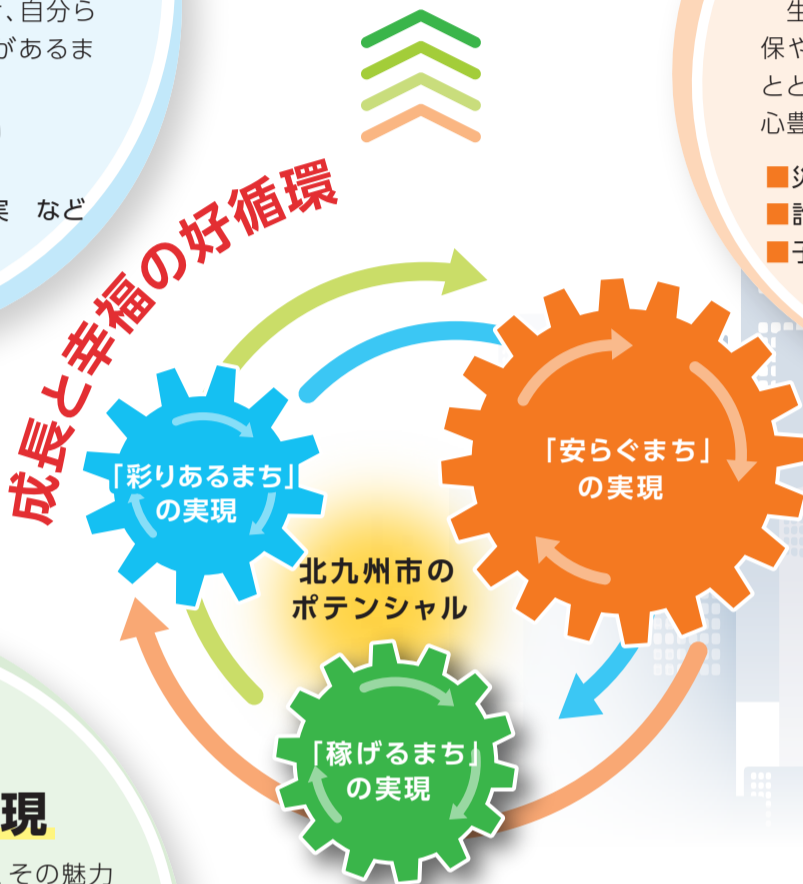 、自分ら
があるま
実 など
保や
とと
心豊
成長と幸福の好循環
「彩りあるまち」
の実現
「安らぐまち」
の実現
北九州市の
ポテンシャル
「稼げるまち」
の実現
現
、その魅力